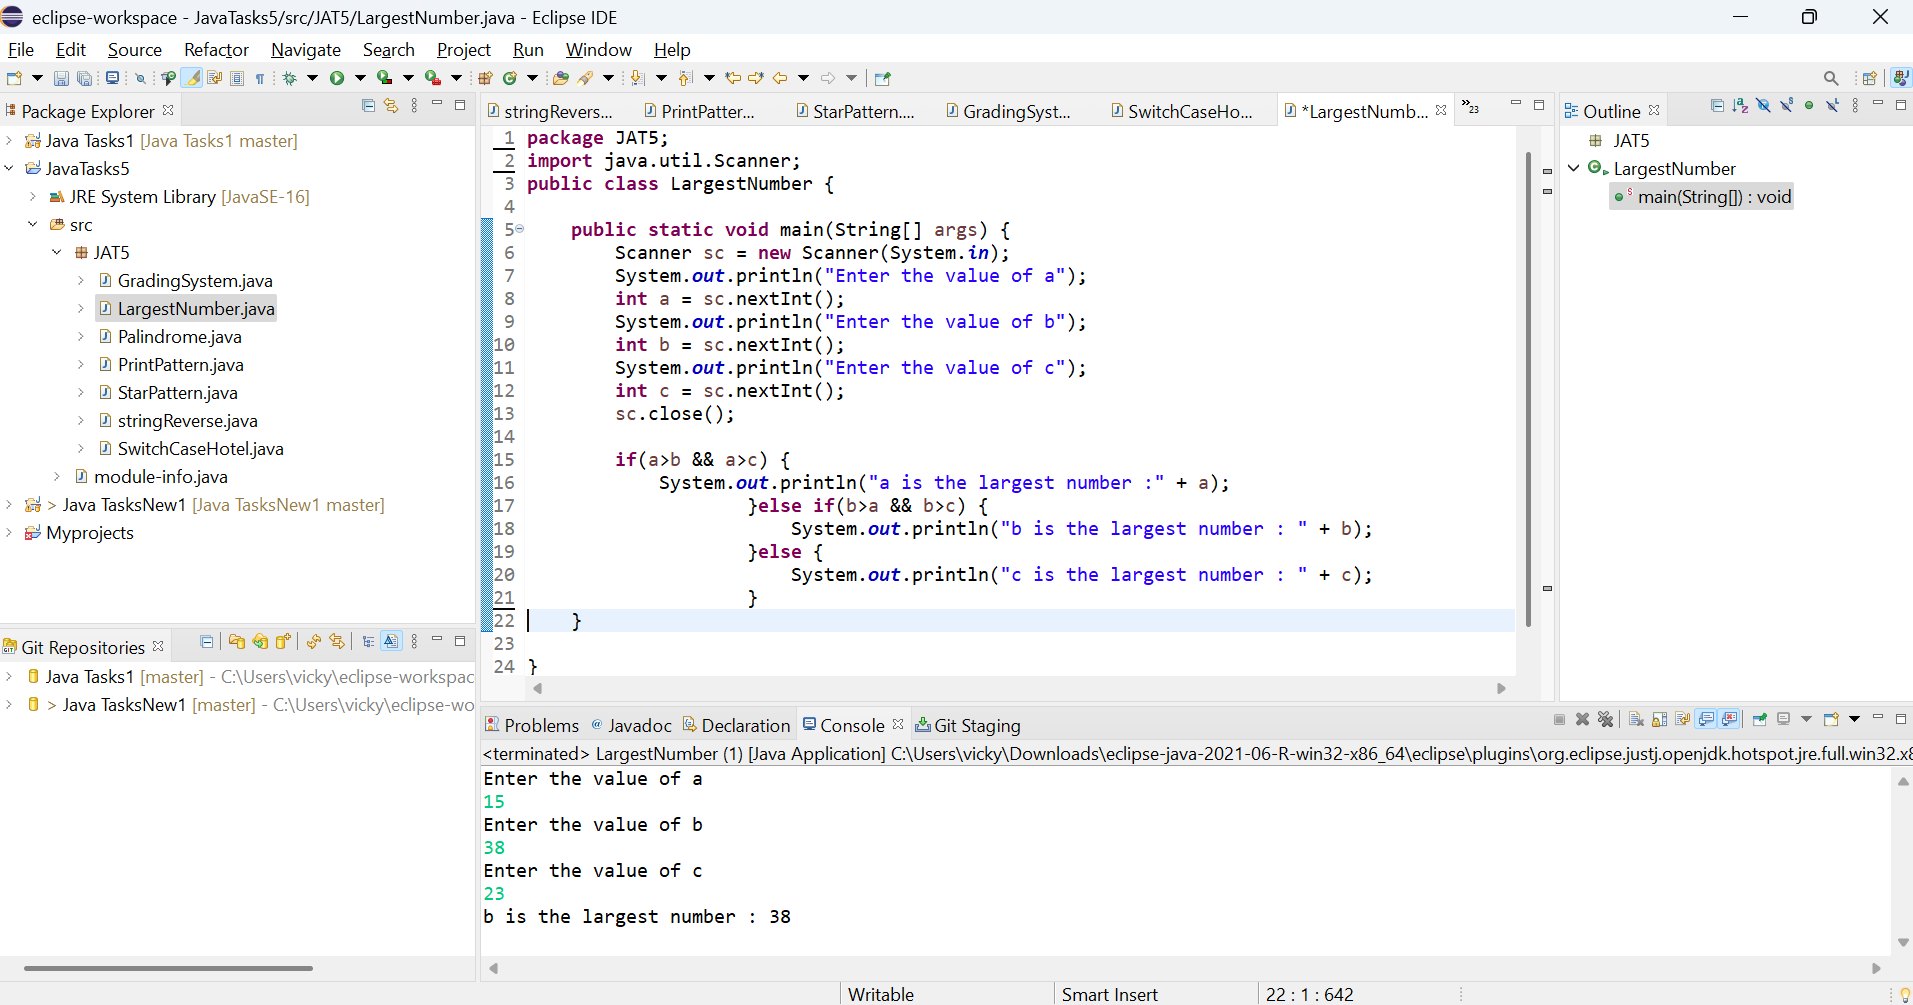 eclipse-workspace - JavaTasks5/src/JAT5/LargestNumber.java - Eclipse IDE
File Edit Source Refactor Navigate Search Project Run Window Help
Package Explorer
Java Tasks1 [Java Tasks1 master]
JavaTasks5
JRE System Library [JavaSE-16]
src
JAT5
GradingSystem.java
LargestNumber.java
Palindrome.java
PrintPattern.java
StarPattern.java
stringReverse.java
SwitchCaseHotel.java
module-info.java
> Java TasksNew1 [Java TasksNew1 master]
Myprojects
Git Repositories
Java Tasks1 [master] - C:\Users\vicky\eclipse-workspac
> Java TasksNew1 [master] - C:\Users\vicky\eclipse-wo
stringRevers... PrintPatter... StarPattern.... GradingSyst... SwitchCaseHo... *LargestNumb... »23
1 package JAT5;
2 import java.util.Scanner;
3 public class LargestNumber {
4
5 public static void main(String[] args) {
6 Scanner sc = new Scanner(System.in);
7 System.out.println("Enter the value of a");
8 int a = sc.nextInt();
9 System.out.println("Enter the value of b");
10 int b = sc.nextInt();
11 System.out.println("Enter the value of c");
12 int c = sc.nextInt();
13 sc.close();
14
15 if(a>b && a>c) {
16 System.out.println("a is the largest number :" + a);
17 }else if(b>a && b>c) {
18 System.out.println("b is the largest number : " + b);
19 }else {
20 System.out.println("c is the largest number : " + c);
21 }
22 }
23
24 }
Outline
JAT5
LargestNumber
main(String[]) : void
Problems @ Javadoc Declaration Console Git Staging
<terminated> LargestNumber (1) [Java Application] C:\Users\vicky\Downloads\eclipse-java-2021-06-R-win32-x86_64\eclipse\plugins\org.eclipse.justj.openjdk.hotspot.jre.full.win32.x8
Enter the value of a
15
Enter the value of b
38
Enter the value of c
23
b is the largest number : 38
Writable Smart Insert 22 : 1 : 642